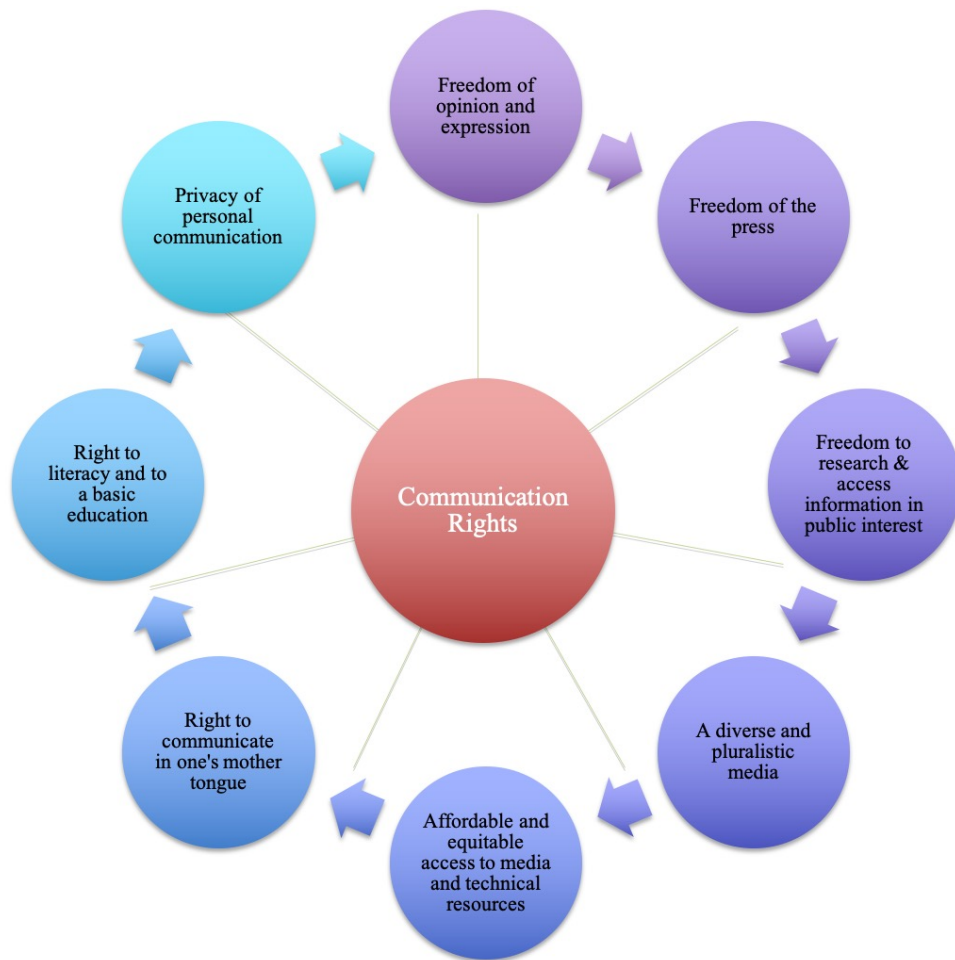 Freedom of
opinion and
expression
Freedom of the
press
Freedom to
research &
access
information in
public interest
A diverse and
pluralistic
media
Affordable and
equitable
access to media
and technical
resources
Right to
communicate
in one's mother
tongue
Right to
literacy and to
a basic
education
Privacy of
personal
communication
Communication
Rights